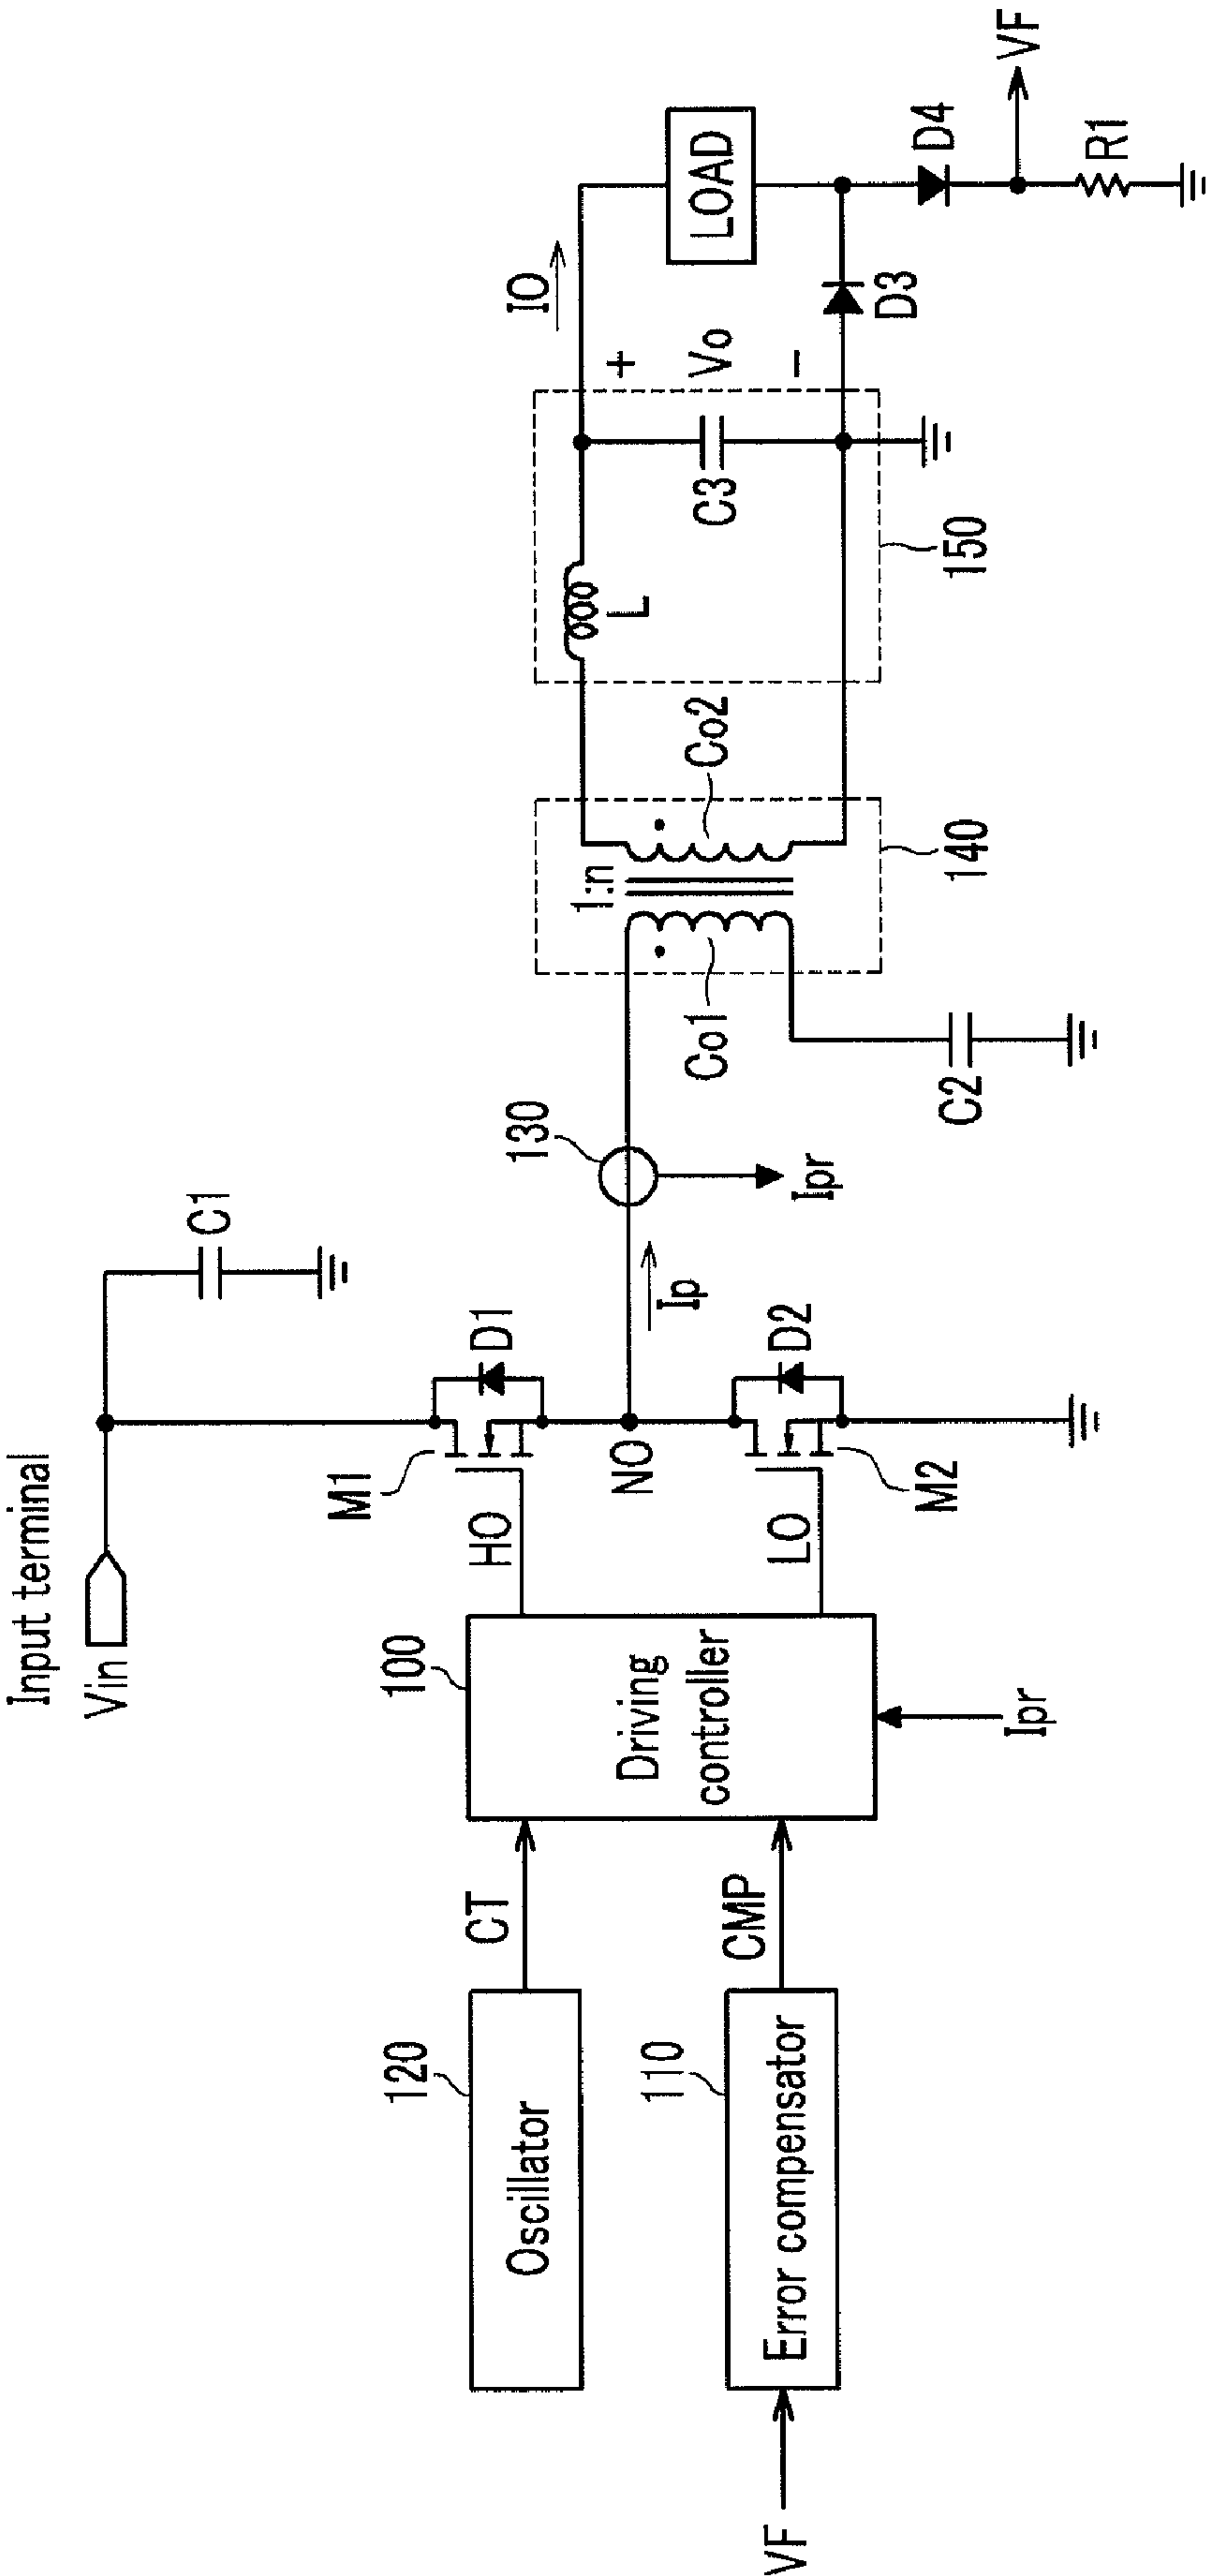 Input terminal
Vin
C1
M1
D1
HO
NO
Ip
130
Ipr
LO
M2
D2
100
Driving
controller
Ipr
120
Oscillator
CT
110
Error compensator
CMP
VF
1:n
Co1
Co2
140
C2
L
C3
150
+
Vo
-
IO
LOAD
D3
D4
VF
R1